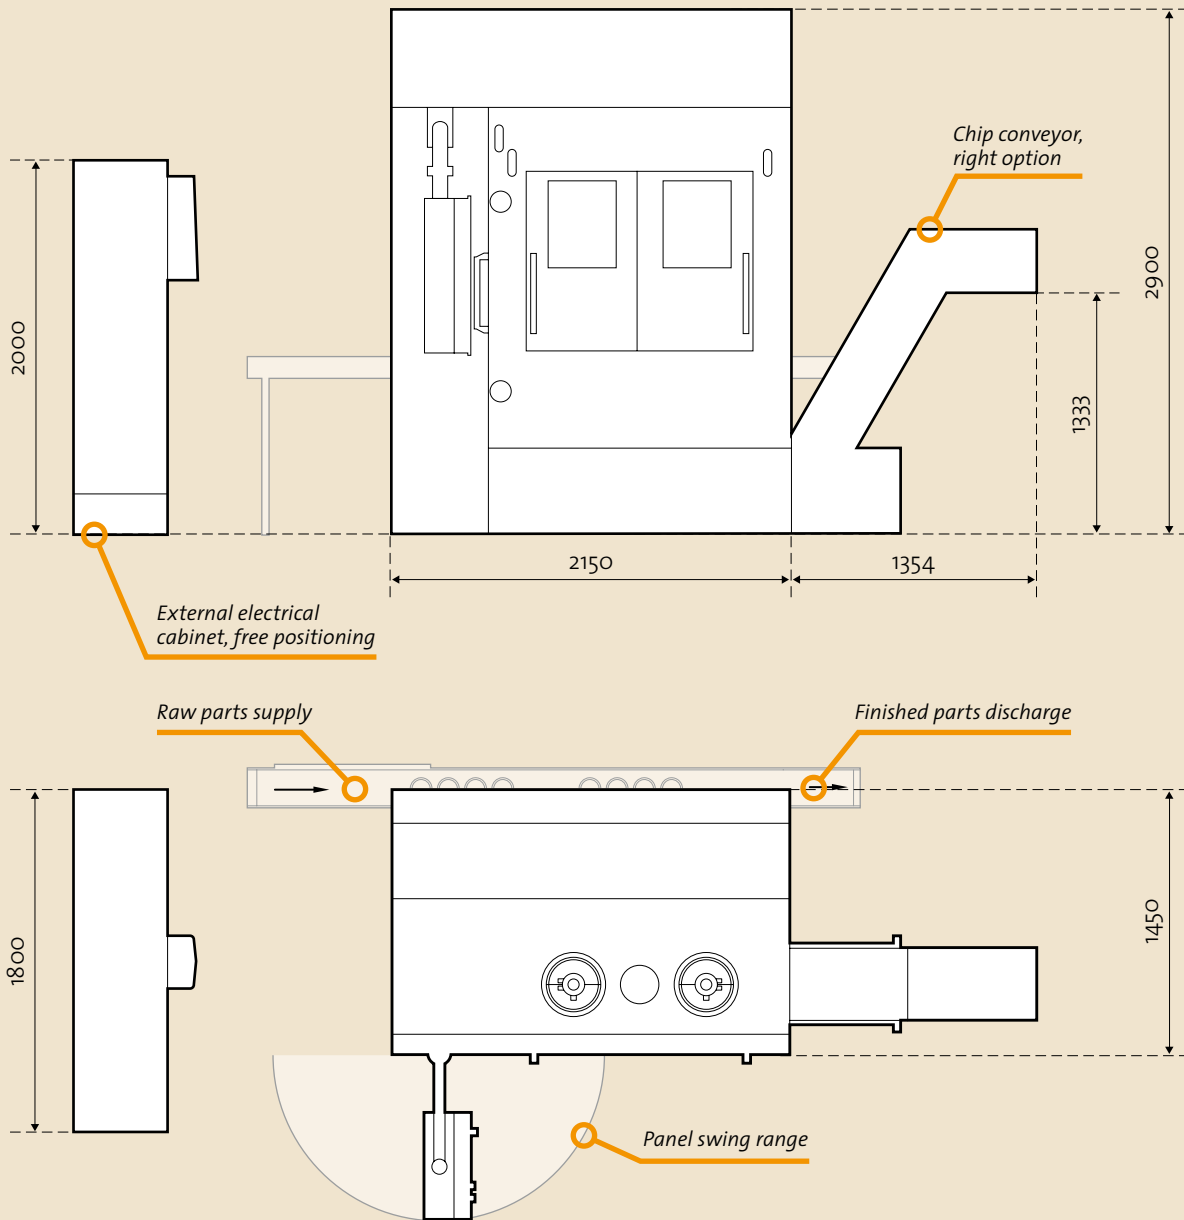 Chip conveyor,
right option
2000
2900
1333
2150
1354
External electrical
cabinet, free positioning
Raw parts supply
Finished parts discharge
1800
1450
Panel swing range